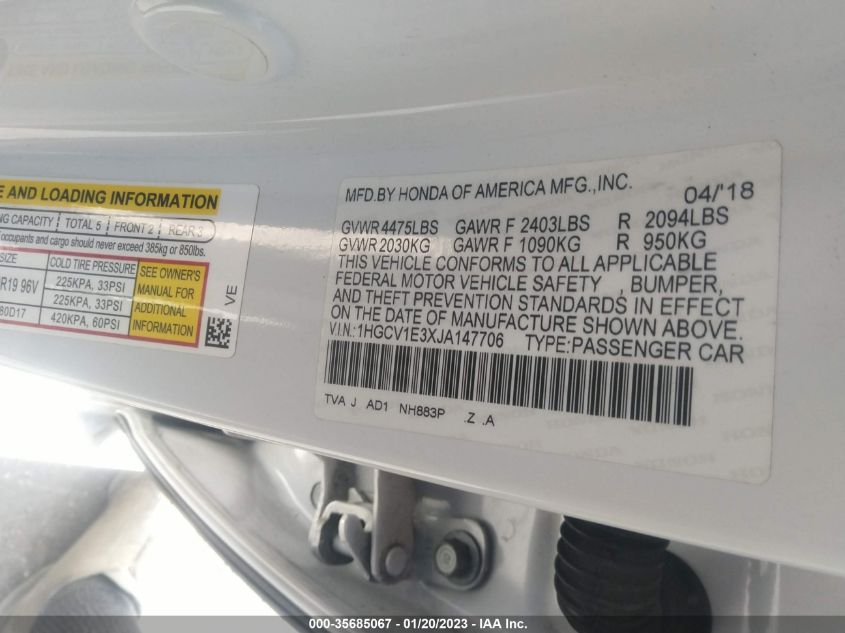 E AND LOADING INFORMATION
NG CAPACITY TOTAL 5 FRONT 2 REAR 3
f occupants and cargo should never exceed 385kg or 850lbs.
SIZE COLD TIRE PRESSURE SEE OWNER'S MANUAL FOR ADDITIONAL INFORMATION
R19 96V 225KPA, 33PSI
225KPA, 33PSI
80D17 420KPA, 60PSI
VE
MFD.BY HONDA OF AMERICA MFG.,INC. 04/'18
GVWR 4475LBS GAWR F 2403LBS R 2094LBS
GVWR 2030KG GAWR F 1090KG R 950KG
THIS VEHICLE CONFORMS TO ALL APPLICABLE
FEDERAL MOTOR VEHICLE SAFETY , BUMPER,
AND THEFT PREVENTION STANDARDS IN EFFECT
ON THE DATE OF MANUFACTURE SHOWN ABOVE.
V.I.N.:1HGCV1E3XJA147706 TYPE:PASSENGER CAR
TVA J AD1 NH883P .Z .A
000-35685067 - 01/20/2023 - IAA Inc.